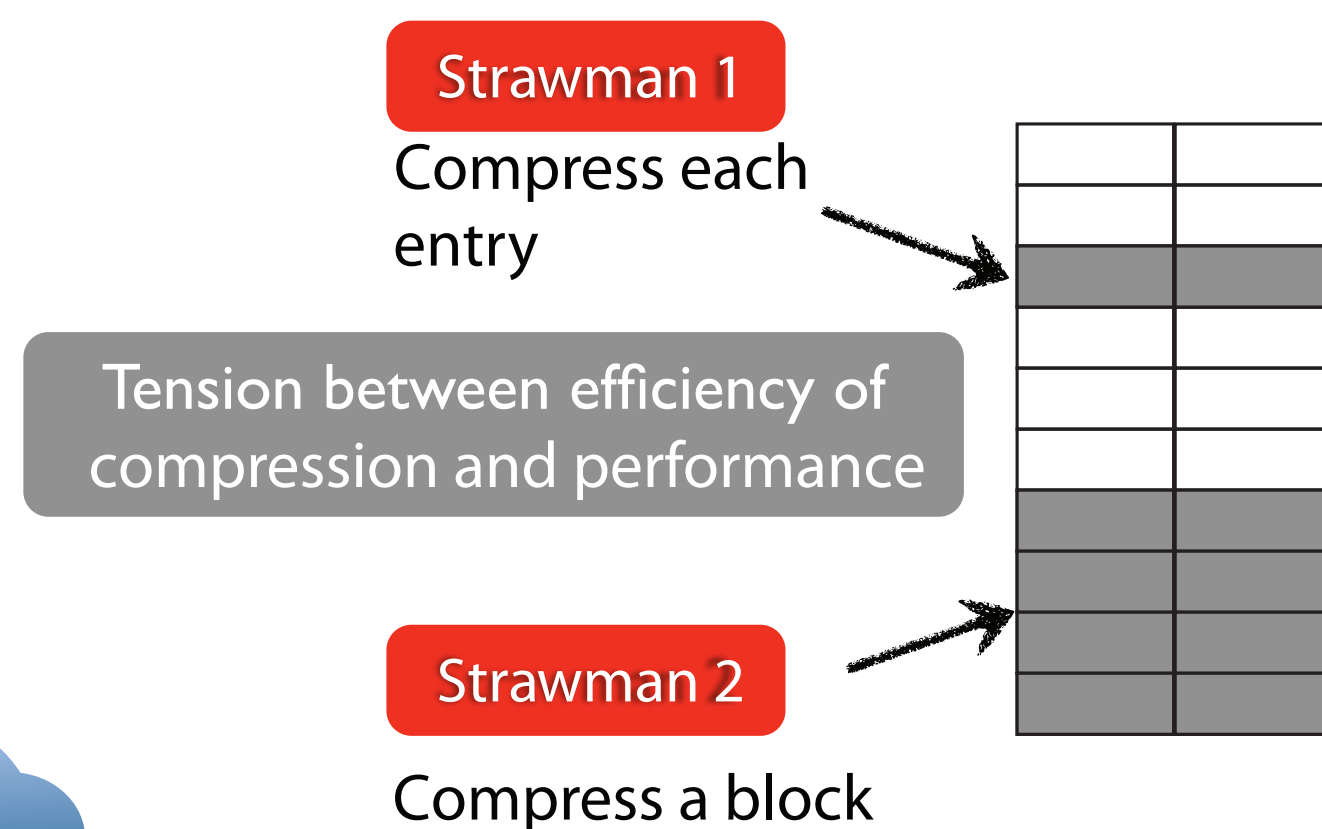 Strawman 1
Compress each
entry
Tension between efficiency of
compression and performance
Strawman 2
Compress a block